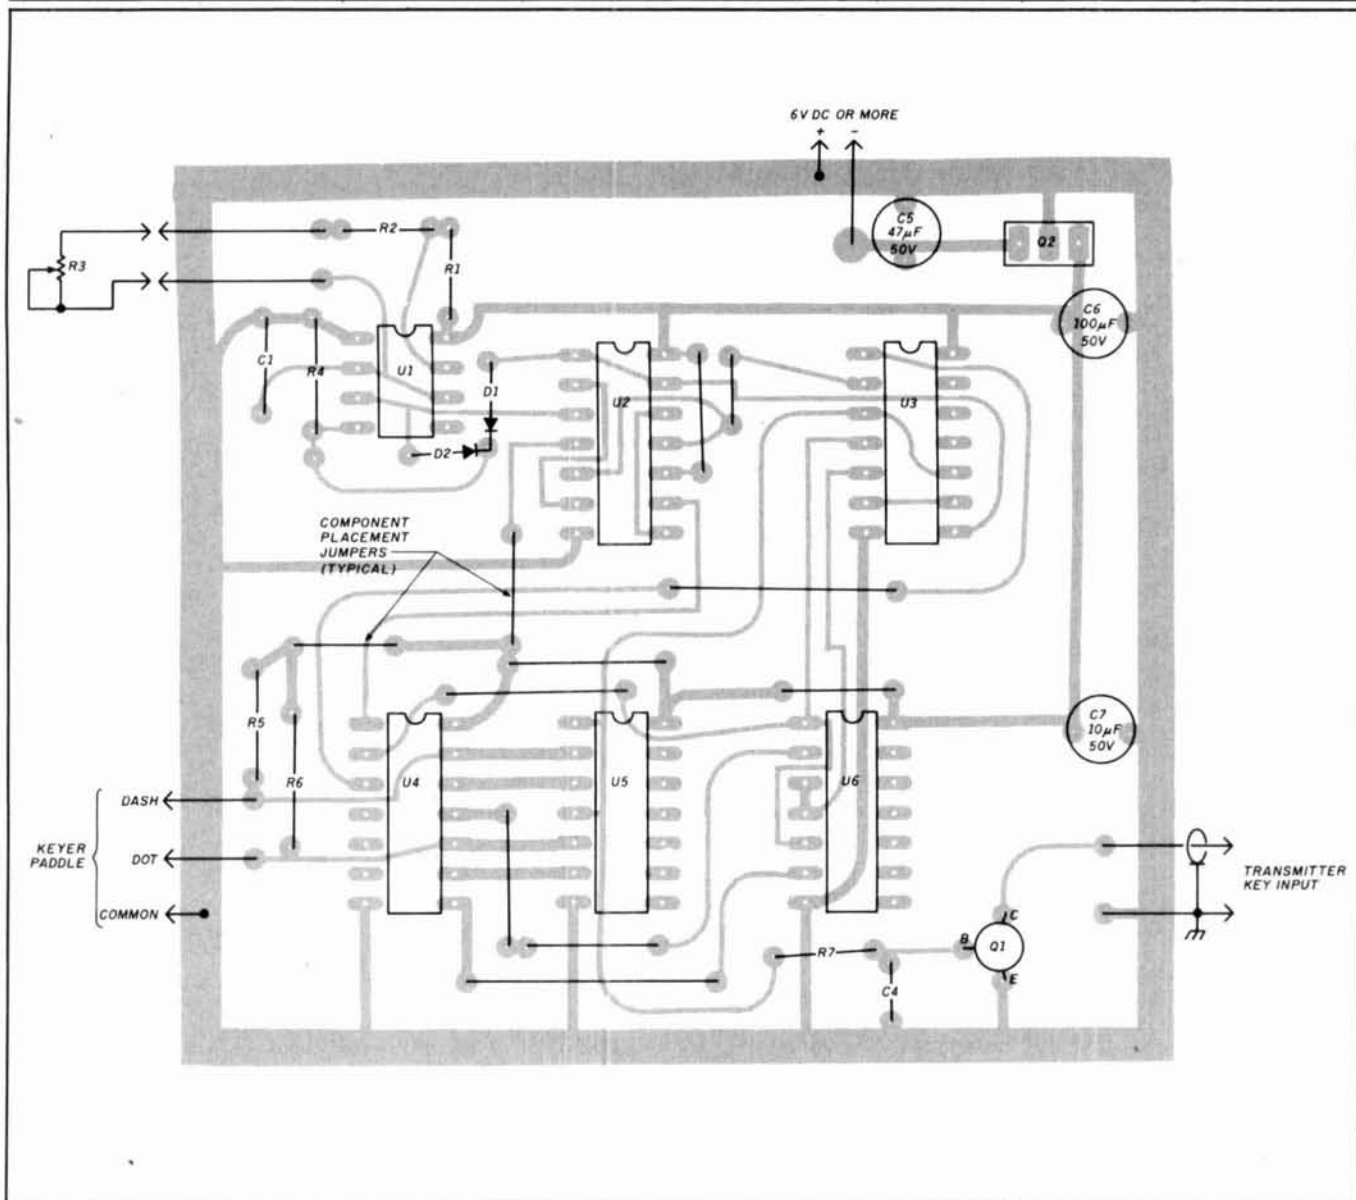 6V DC OR MORE
+ -
C5
47µF
50V
Q2
R2
R3
R1
C6
100µF
50V
C1
R4
U1
D1
U2
U3
D2
COMPONENT
PLACEMENT
JUMPERS
(TYPICAL)
R5
R6
U4
U5
U6
C7
10µF
50V
KEYER
PADDLE
DASH
DOT
COMMON
TRANSMITTER
KEY INPUT
C
B
Q1
E
R7
C4